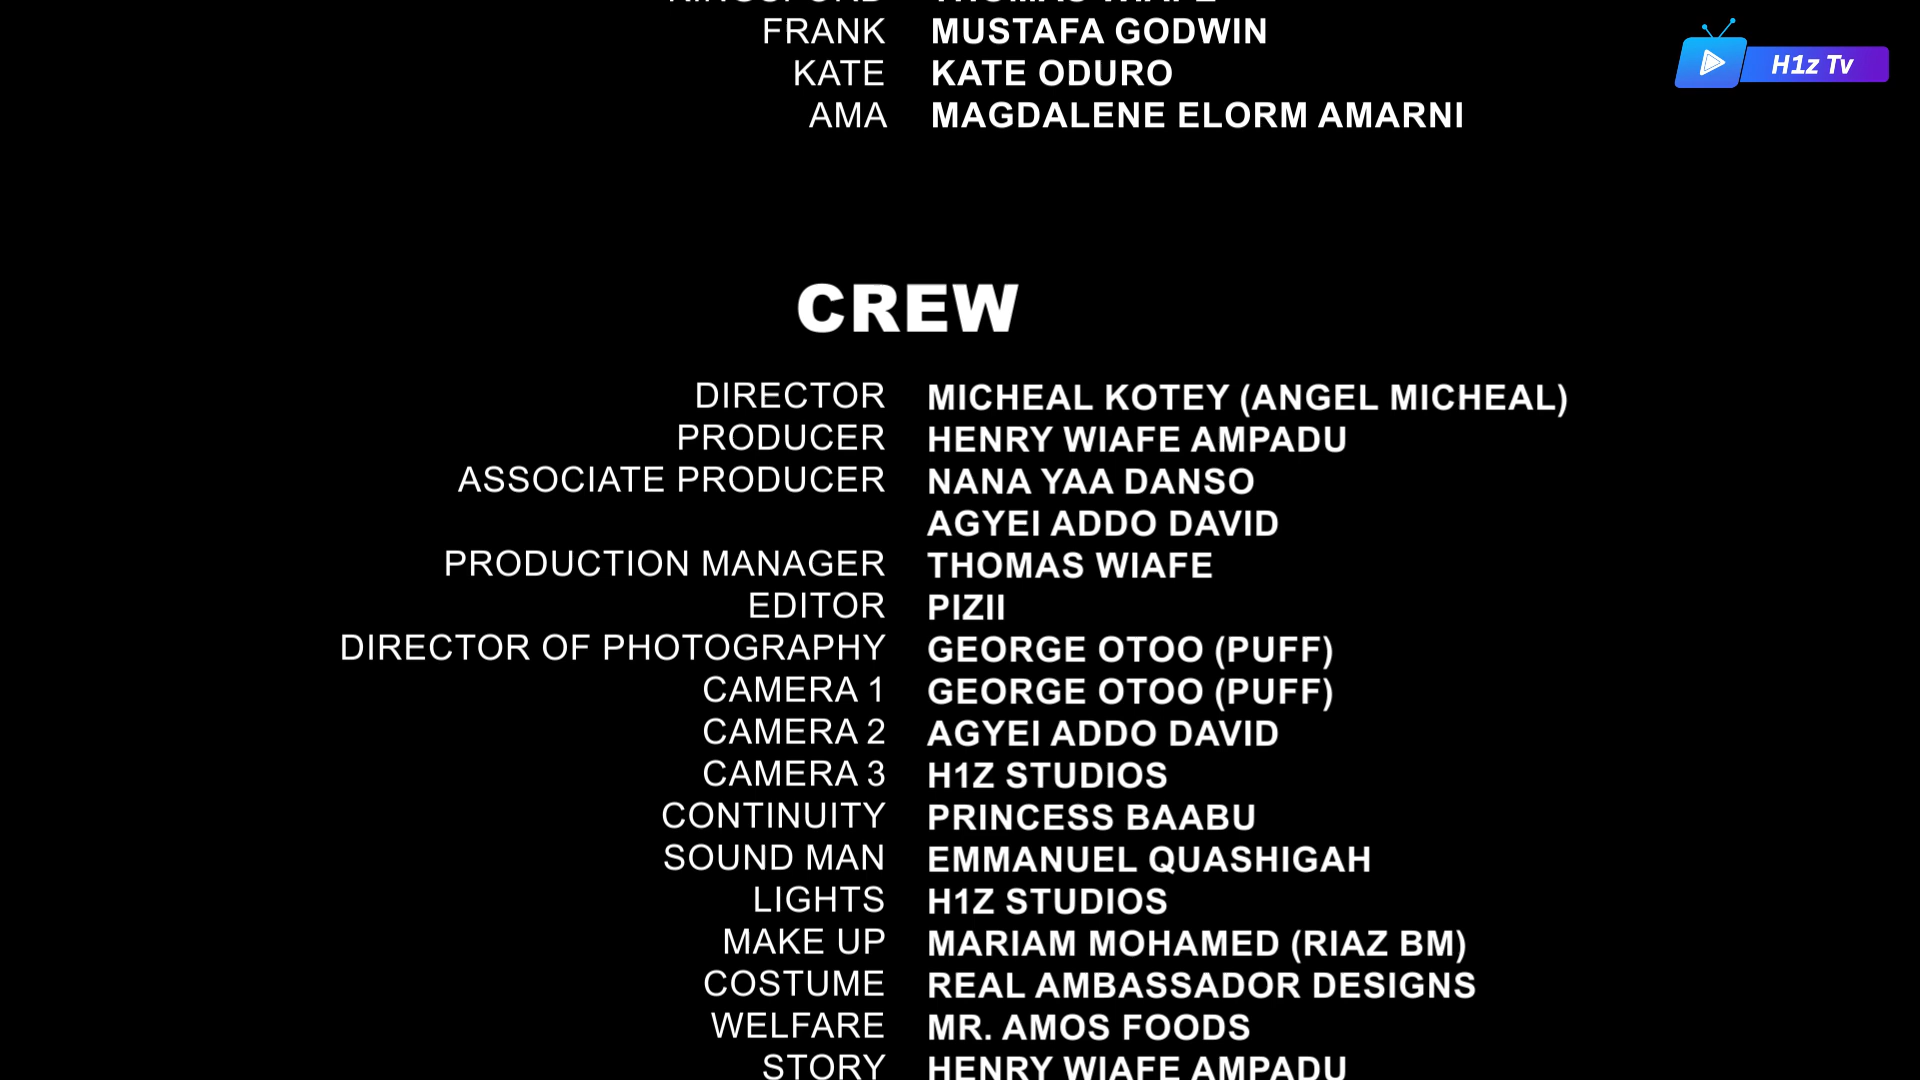 THOMAS WIAFE
FRANK MUSTAFA GODWIN
KATE KATE ODURO
AMA MAGDALENE ELORM AMARNI
H1z Tv
CREW
DIRECTOR MICHEAL KOTEY (ANGEL MICHEAL)
PRODUCER HENRY WIAFE AMPADU
ASSOCIATE PRODUCER NANA YAA DANSO
AGYEI ADDO DAVID
PRODUCTION MANAGER THOMAS WIAFE
EDITOR PIZII
DIRECTOR OF PHOTOGRAPHY GEORGE OTOO (PUFF)
CAMERA 1 GEORGE OTOO (PUFF)
CAMERA 2 AGYEI ADDO DAVID
CAMERA 3 H1Z STUDIOS
CONTINUITY PRINCESS BAABU
SOUND MAN EMMANUEL QUASHIGAH
LIGHTS H1Z STUDIOS
MAKE UP MARIAM MOHAMED (RIAZ BM)
COSTUME REAL AMBASSADOR DESIGNS
WELFARE MR. AMOS FOODS
STORY HENRY WIAFE AMPADU